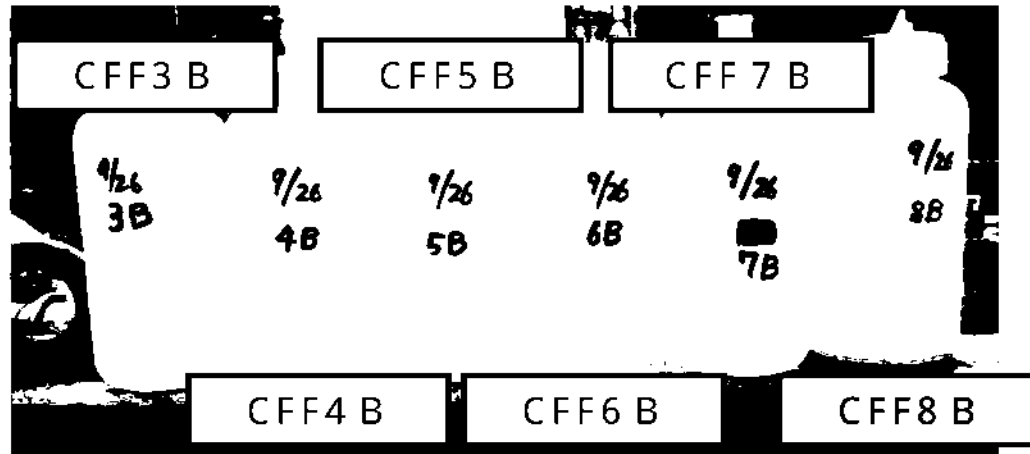 CFF3 B
CFF5 B
CFF 7 B
9/26
3B
9/26
4B
9/26
5B
9/26
6B
9/26
7B
9/26
8B
CFF4 B
CFF6 B
CFF8 B